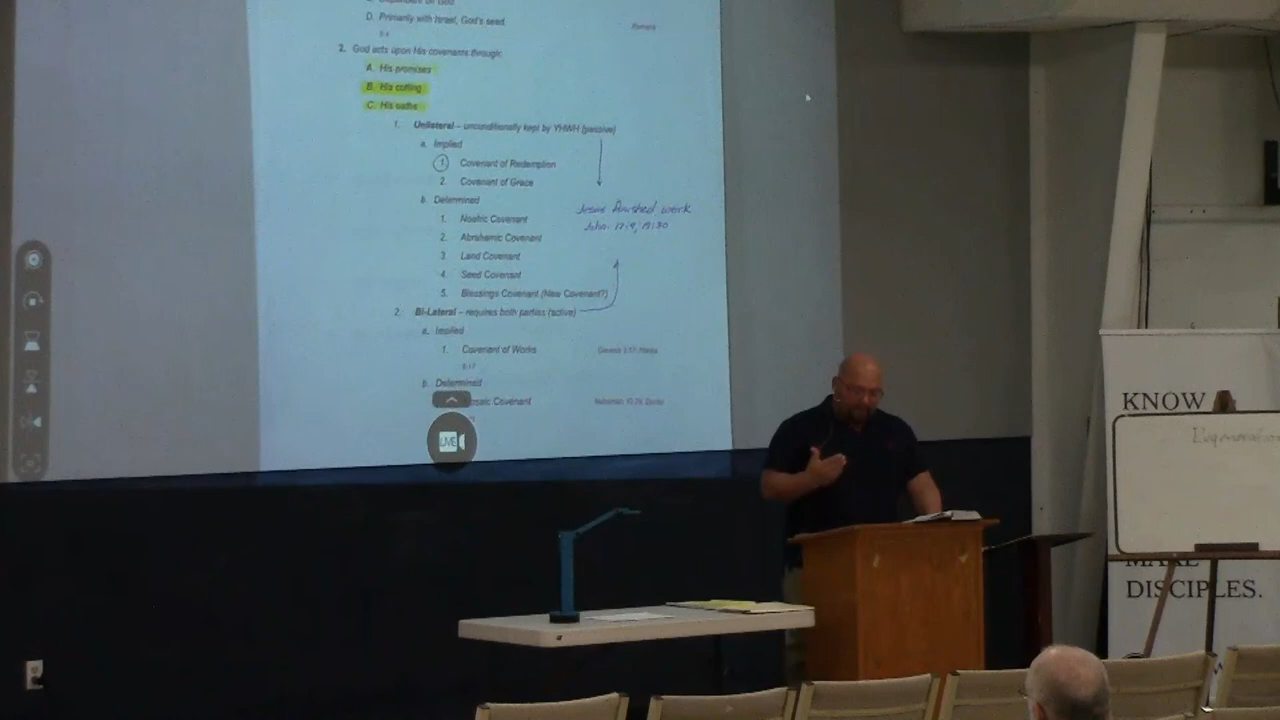 D. Primarily with Israel, God's seed
2. God acts upon His covenants through:
A. His promises
B. His cutting
C. His oaths
1. Unilateral – unconditionally kept by YHWH (passive)
a. Implied
1. Covenant of Redemption
2. Covenant of Grace
b. Determined
Jesus finished work
1. Noahic Covenant
John 17:4, 19:30
2. Abrahamic Covenant
3. Land Covenant
4. Seed Covenant
5. Blessings Covenant (New Covenant?)
2. Bi-Lateral – requires both parties (active)
a. Implied
1. Covenant of Works
b. Determined
Covenant
LIVE
KNOW
DISCIPLES.